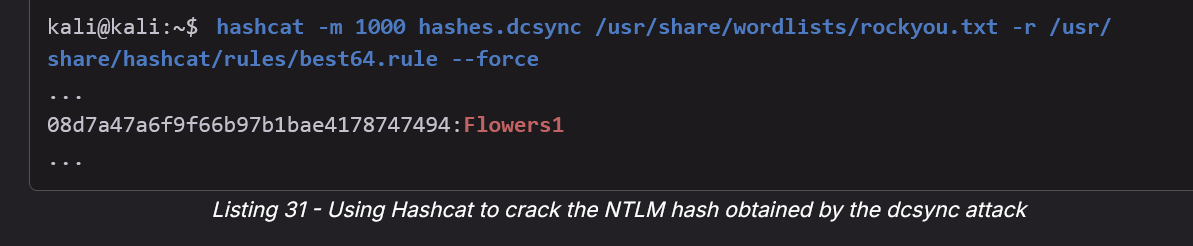 kali@kali:~$ hashcat -m 1000 hashes.dcsync /usr/share/wordlists/rockyou.txt -r /usr/
share/hashcat/rules/best64.rule --force
...
08d7a47a6f9f66b97b1bae4178747494:Flowers1
...
Listing 31 - Using Hashcat to crack the NTLM hash obtained by the dcsync attack